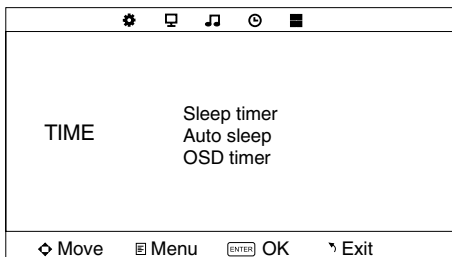 TIME
Sleep timer
Auto sleep
OSD timer
Move Menu ENTER OK Exit